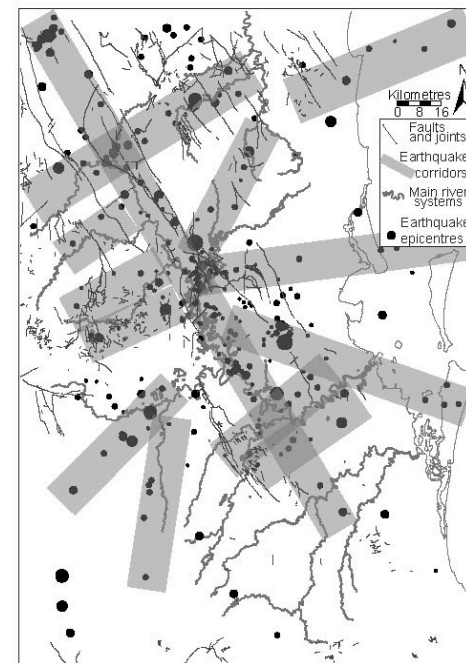 N
Kilometres
0 8 16
Faults
and joints
Earthquake
corridors
Main river
systems
Earthquake
epicentres